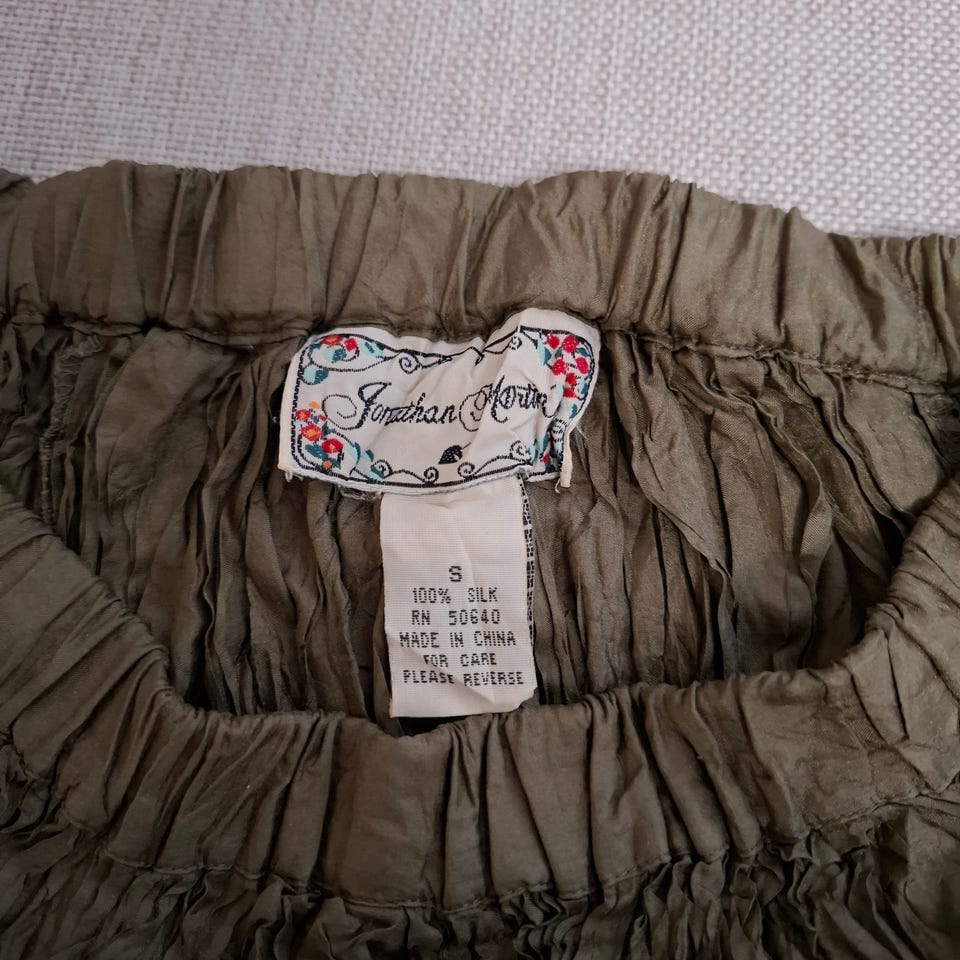 Jonathan Martin
S
100% SILK
RN 50640
MADE IN CHINA
FOR CARE
PLEASE REVERSE